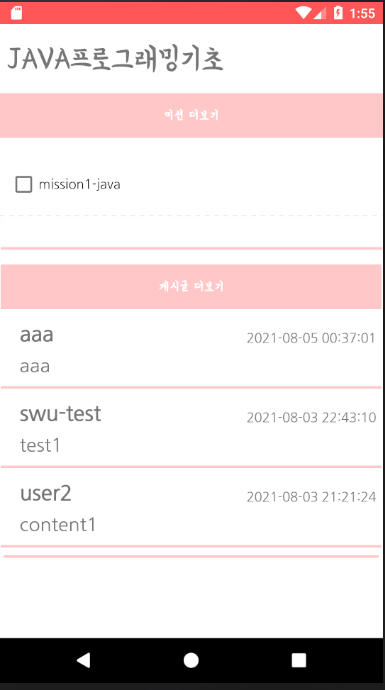 1:55
JAVA프로그래밍기초
미션 더보기
mission1-java
게시글 더보기
aaa
2021-08-05 00:37:01
aaa
swu-test
2021-08-03 22:43:10
test1
user2
2021-08-03 21:21:24
content1